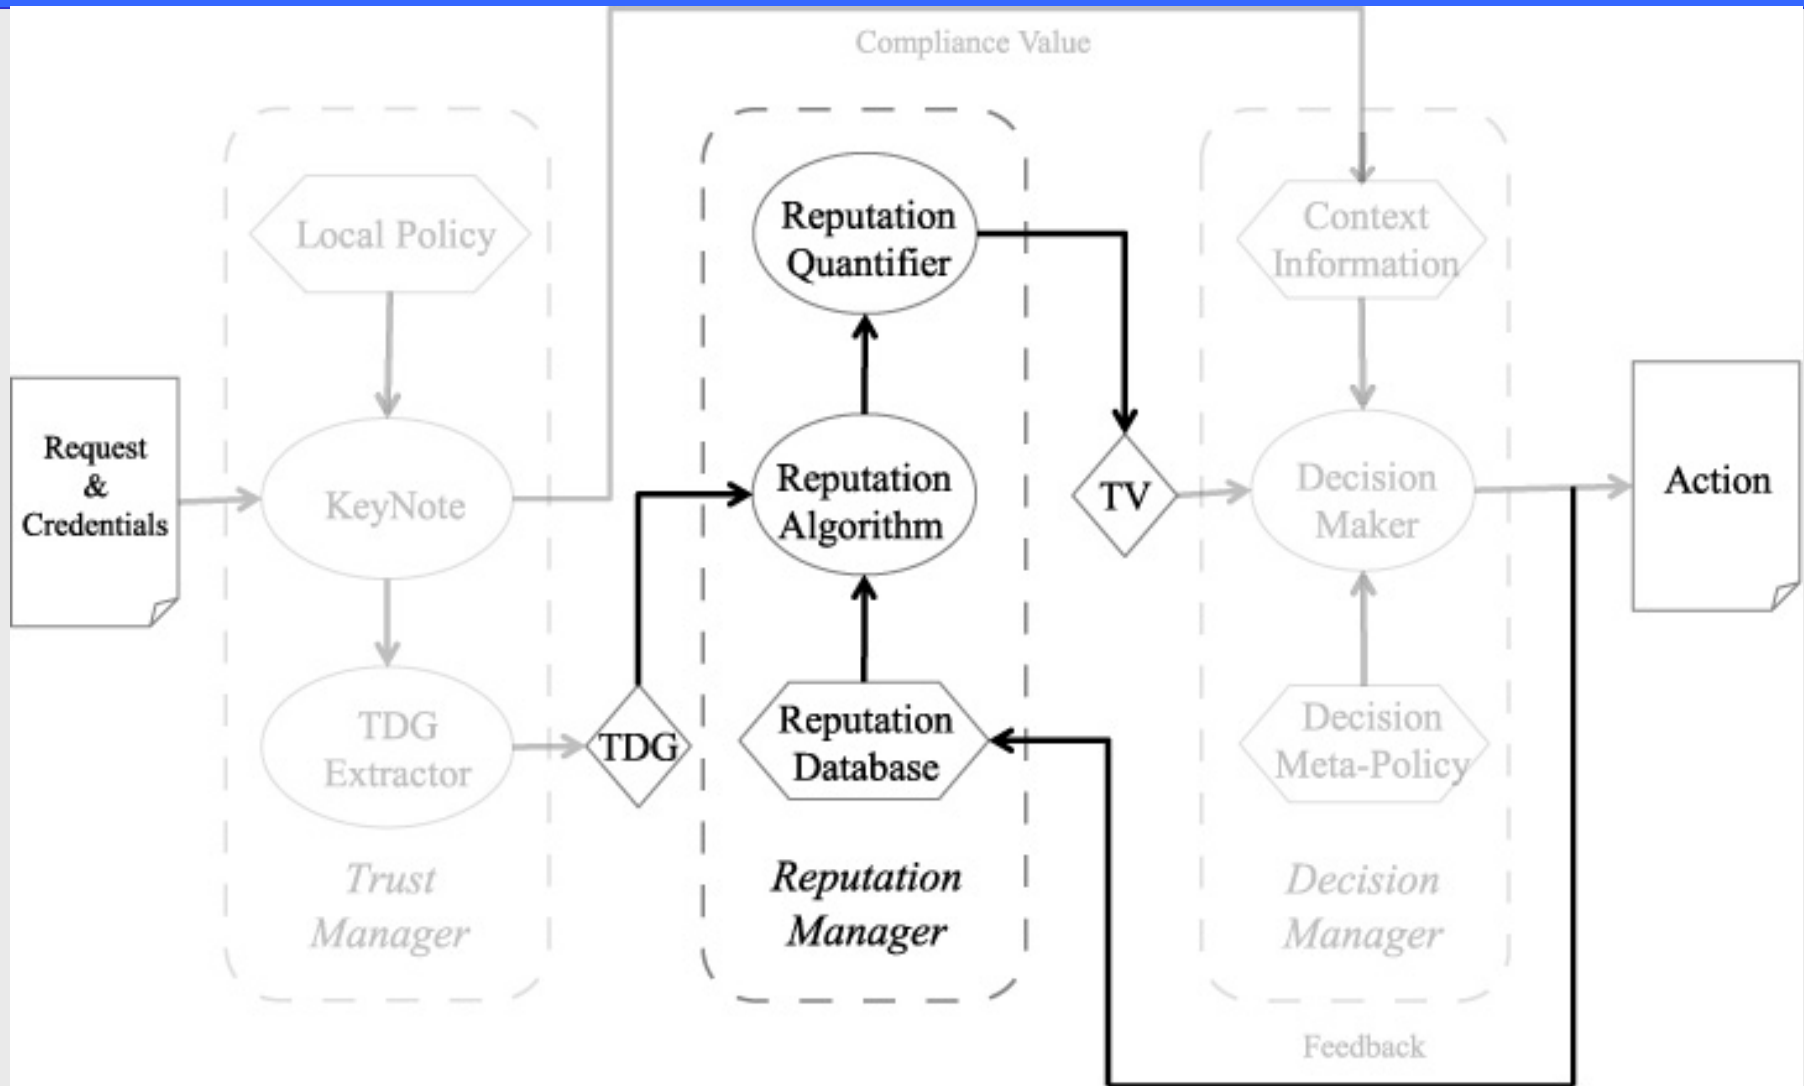 Compliance Value
Local Policy
Request
&
Credentials
KeyNote
TDG
Extractor
Trust
Manager
TDG
Reputation
Quantifier
Reputation
Algorithm
Reputation
Database
Reputation
Manager
TV
Context
Information
Decision
Maker
Decision
Meta-Policy
Decision
Manager
Action
Feedback